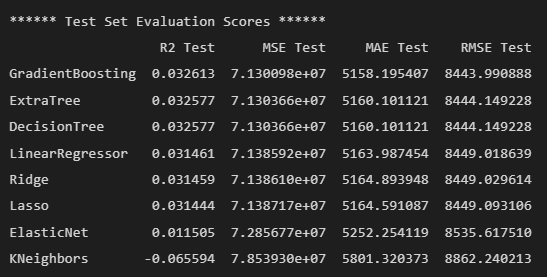 ****** Test Set Evaluation Scores ******
R2 Test MSE Test MAE Test RMSE Test
GradientBoosting 0.032613 7.130098e+07 5158.195407 8443.990888
ExtraTree 0.032577 7.130366e+07 5160.101121 8444.149228
DecisionTree 0.032577 7.130366e+07 5160.101121 8444.149228
LinearRegressor 0.031461 7.138592e+07 5163.987454 8449.018639
Ridge 0.031459 7.138610e+07 5164.893948 8449.029614
Lasso 0.031444 7.138717e+07 5164.591087 8449.093106
ElasticNet 0.011505 7.285677e+07 5252.254119 8535.617510
KNeighbors -0.065594 7.853930e+07 5801.320373 8862.240213